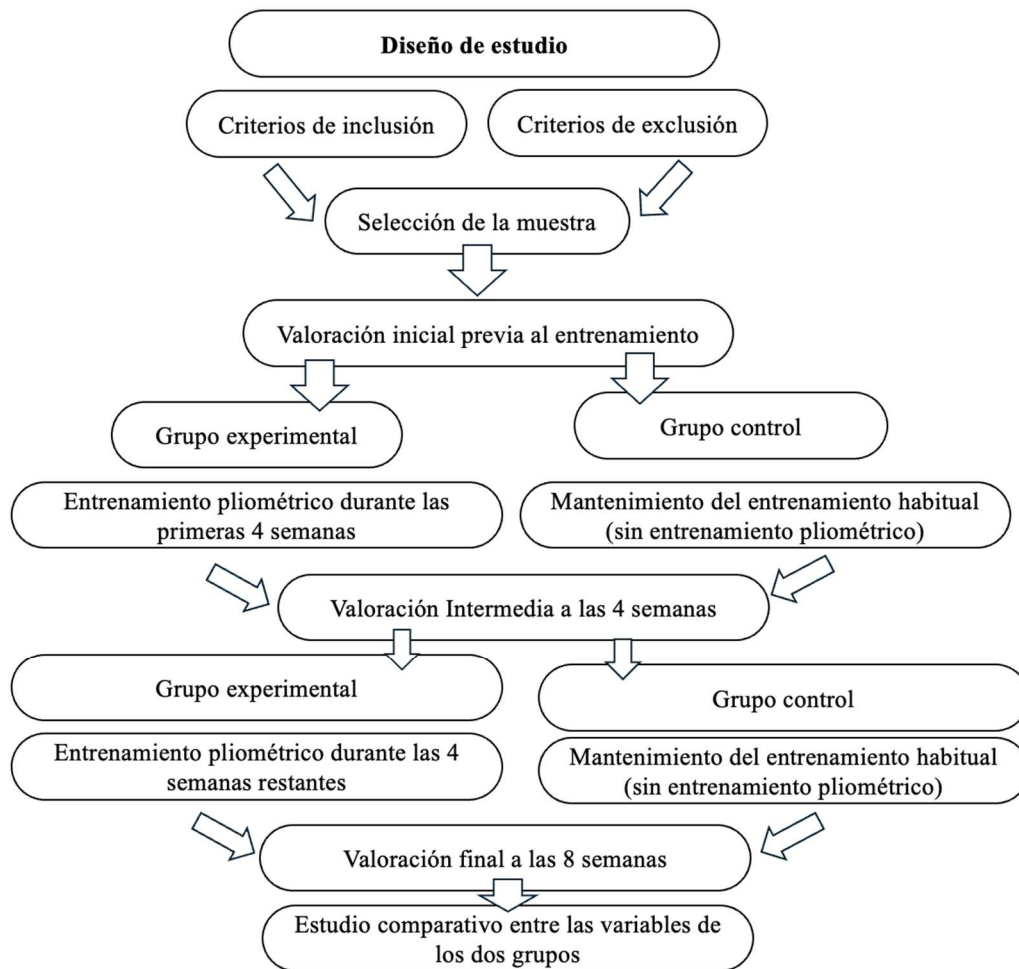 Diseño de estudio
Criterios de inclusión
Criterios de exclusión
Selección de la muestra
Valoración inicial previa al entrenamiento
Grupo experimental
Grupo control
Entrenamiento pliométrico durante las
primeras 4 semanas
Mantenimiento del entrenamiento habitual
(sin entrenamiento pliométrico)
Valoración Intermedia a las 4 semanas
Grupo experimental
Grupo control
Entrenamiento pliométrico durante las 4
semanas restantes
Mantenimiento del entrenamiento habitual
(sin entrenamiento pliométrico)
Valoración final a las 8 semanas
Estudio comparativo entre las variables de
los dos grupos